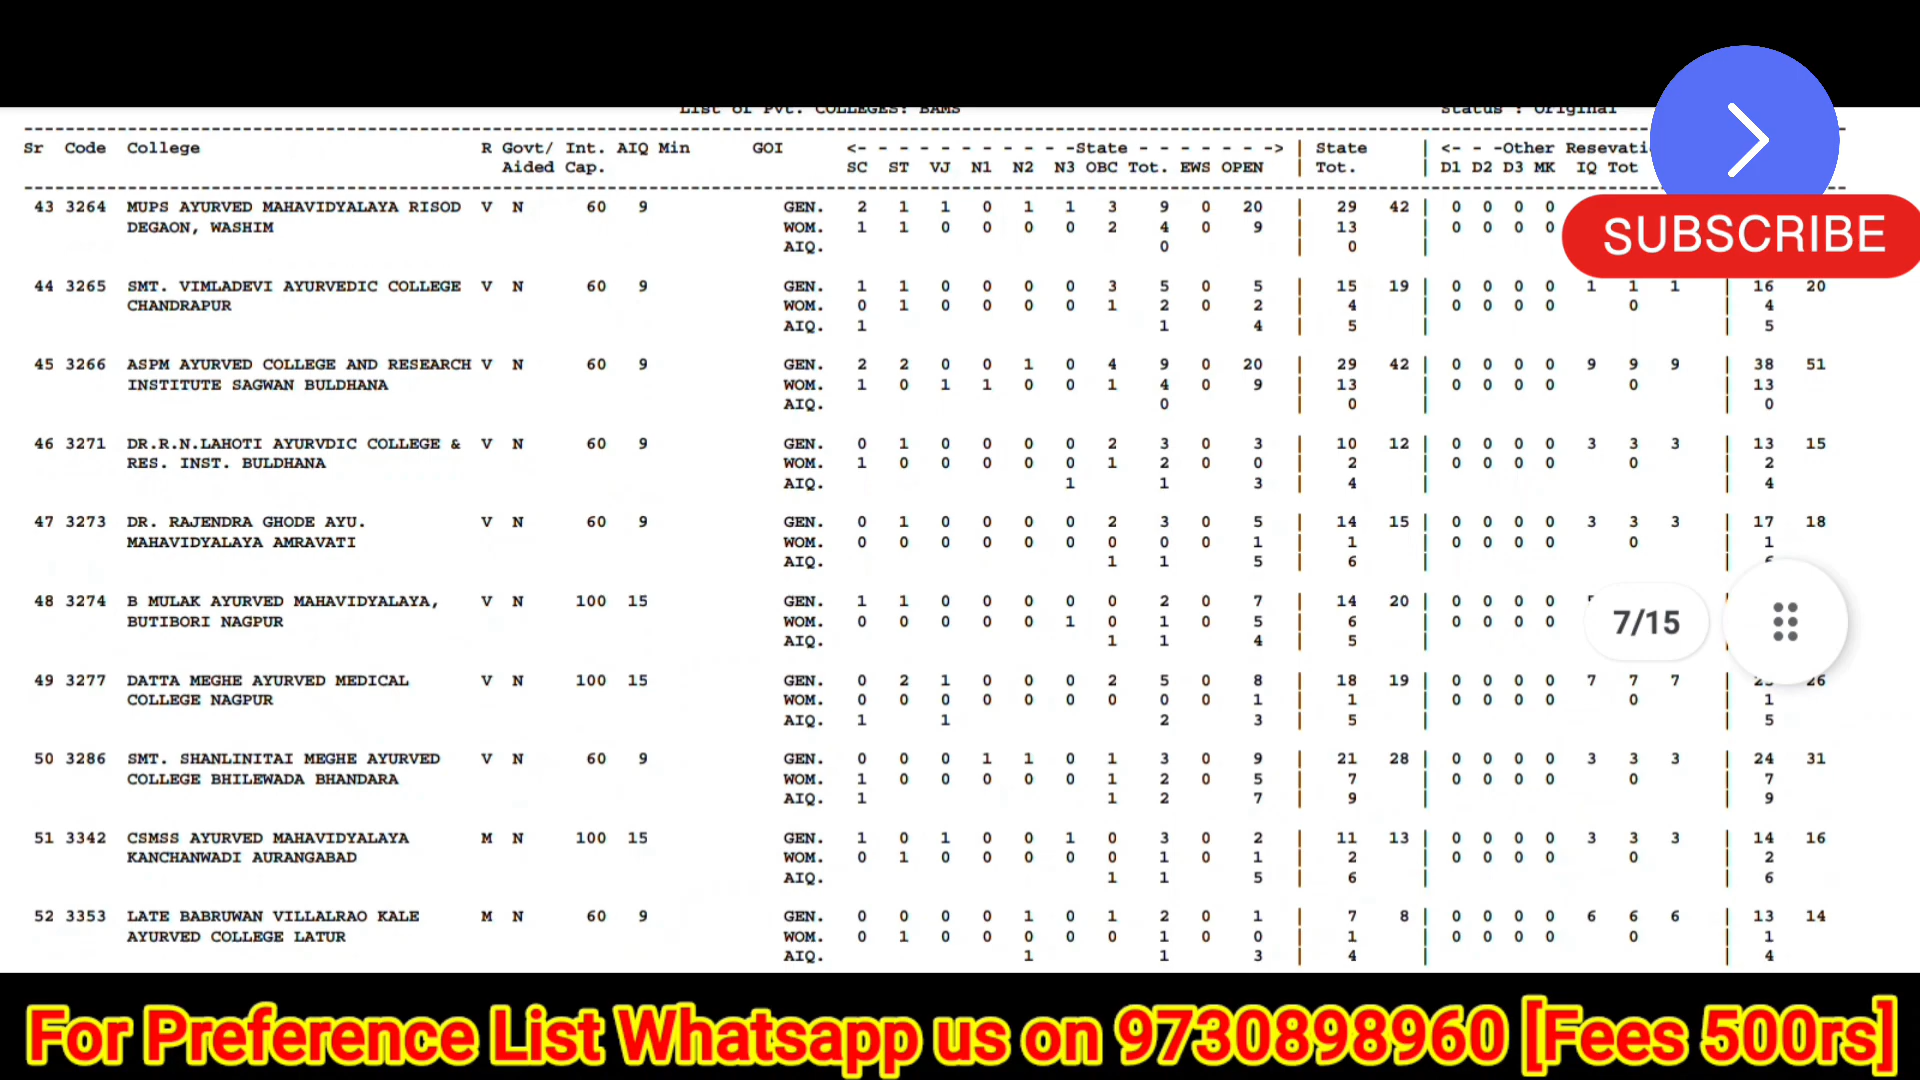 List of Pvt. COLLEGES: BAMS Status : Original
Sr Code College R Govt/ Int. AIQ Min GOI <- - - - - - - - - - -State - - - - - - -> | State | <- - -Other Resevati
Aided Cap. SC ST VJ N1 N2 N3 OBC Tot. EWS OPEN | Tot. | D1 D2 D3 MK IQ Tot
43 3264 MUPS AYURVED MAHAVIDYALAYA RISOD V N 60 9 GEN. 2 1 1 0 1 1 3 9 0 20 | 29 42 | 0 0 0 0
DEGAON, WASHIM WOM. 1 1 0 0 0 0 2 4 0 9 | 13 | 0 0 0 0
AIQ. 0 | 0 |
SUBSCRIBE
44 3265 SMT. VIMLADEVI AYURVEDIC COLLEGE V N 60 9 GEN. 1 1 0 0 0 0 3 5 0 5 | 15 19 | 0 0 0 0 1 1 1 | 16 20
CHANDRAPUR WOM. 0 1 0 0 0 0 1 2 0 2 | 4 | 0 0 0 0 0 | 4
AIQ. 1 1 4 | 5 | | 5
45 3266 ASPM AYURVED COLLEGE AND RESEARCH V N 60 9 GEN. 2 2 0 0 1 0 4 9 0 20 | 29 42 | 0 0 0 0 9 9 9 | 38 51
INSTITUTE SAGWAN BULDHANA WOM. 1 0 1 1 0 0 1 4 0 9 | 13 | 0 0 0 0 0 | 13
AIQ. 0 | 0 | | 0
46 3271 DR.R.N.LAHOTI AYURVDIC COLLEGE & V N 60 9 GEN. 0 1 0 0 0 0 2 3 0 3 | 10 12 | 0 0 0 0 3 3 3 | 13 15
RES. INST. BULDHANA WOM. 1 0 0 0 0 0 1 2 0 0 | 2 | 0 0 0 0 0 | 2
AIQ. 1 1 3 | 4 | | 4
47 3273 DR. RAJENDRA GHODE AYU. V N 60 9 GEN. 0 1 0 0 0 0 2 3 0 5 | 14 15 | 0 0 0 0 3 3 3 | 17 18
MAHAVIDYALAYA AMRAVATI WOM. 0 0 0 0 0 0 0 0 0 1 | 1 | 0 0 0 0 0 | 1
AIQ. 1 1 5 | 6 | |
48 3274 B MULAK AYURVED MAHAVIDYALAYA, V N 100 15 GEN. 1 1 0 0 0 0 0 2 0 7 | 14 20 | 0 0 0 0
BUTIBORI NAGPUR WOM. 0 0 0 0 0 1 0 1 0 5 | 6 | 0 0 0 0
7/15
AIQ. 1 1 4 | 5 |
49 3277 DATTA MEGHE AYURVED MEDICAL V N 100 15 GEN. 0 2 1 0 0 0 2 5 0 8 | 18 19 | 0 0 0 0 7 7 7 | 26
COLLEGE NAGPUR WOM. 0 0 0 0 0 0 0 0 0 1 | 1 | 0 0 0 0 0 | 1
AIQ. 1 1 2 3 | 5 | | 5
50 3286 SMT. SHANLINITAI MEGHE AYURVED V N 60 9 GEN. 0 0 0 1 1 0 1 3 0 9 | 21 28 | 0 0 0 0 3 3 3 | 24 31
COLLEGE BHILEWADA BHANDARA WOM. 1 0 0 0 0 0 1 2 0 5 | 7 | 0 0 0 0 0 | 7
AIQ. 1 1 2 7 | 9 | | 9
51 3342 CSMSS AYURVED MAHAVIDYALAYA M N 100 15 GEN. 1 0 1 0 0 1 0 3 0 2 | 11 13 | 0 0 0 0 3 3 3 | 14 16
KANCHANWADI AURANGABAD WOM. 0 1 0 0 0 0 0 1 0 1 | 2 | 0 0 0 0 0 | 2
AIQ. 1 1 5 | 6 | | 6
52 3353 LATE BABRUWAN VILLALRAO KALE M N 60 9 GEN. 0 0 0 0 1 0 1 2 0 1 | 7 8 | 0 0 0 0 6 6 6 | 13 14
AYURVED COLLEGE LATUR WOM. 0 1 0 0 0 0 0 1 0 0 | 1 | 0 0 0 0 0 | 1
AIQ. 1 1 3 | 4 | | 4
For Preference List Whatsapp us on 9730898960 [Fees 500rs]